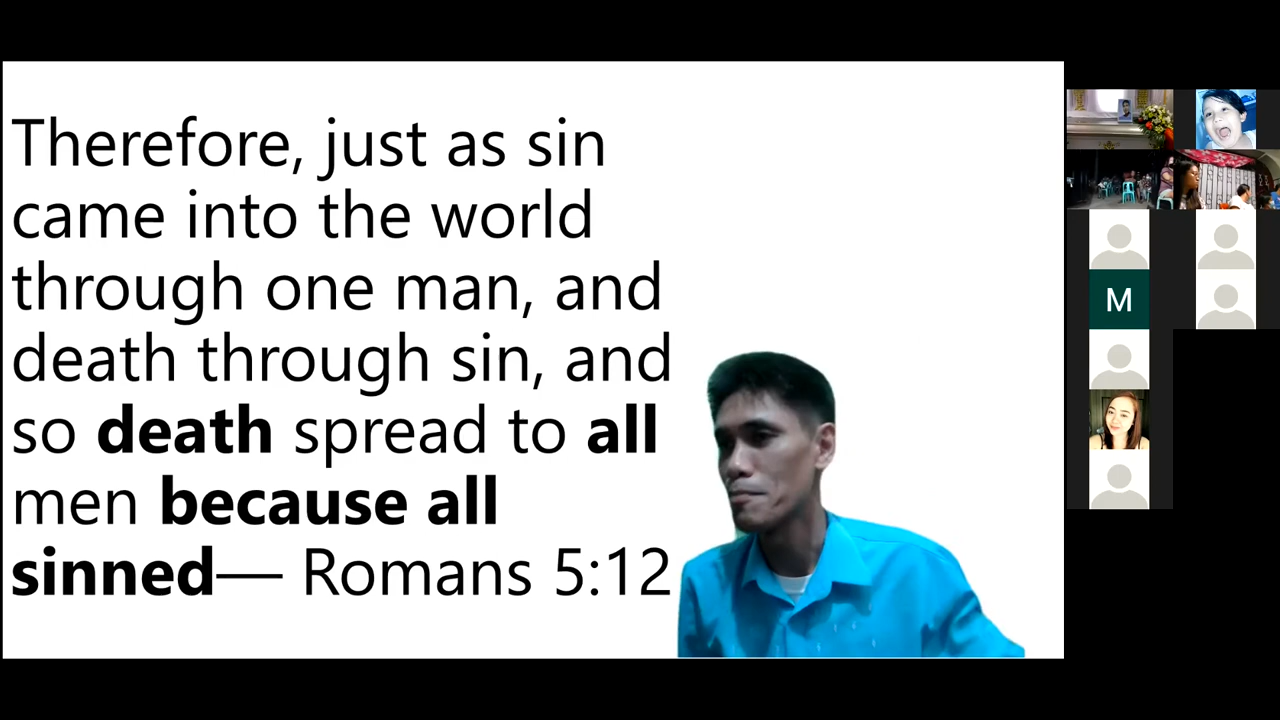 Therefore, just as sin
came into the world
through one man, and
death through sin, and
so death spread to all
men because all
sinned— Romans 5:12
M